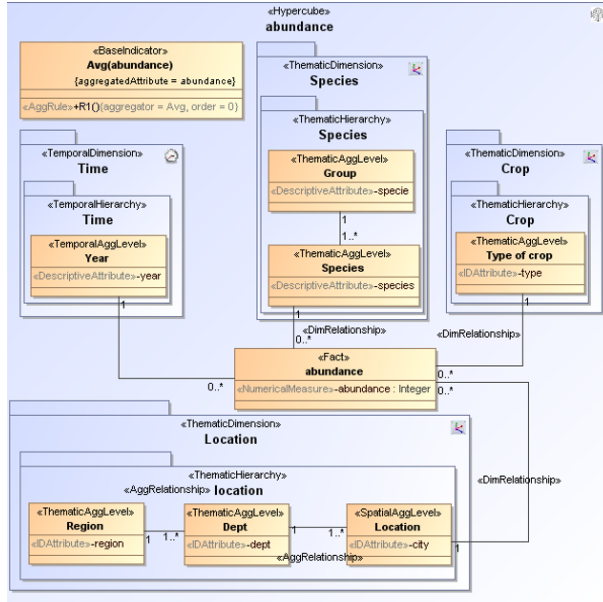 «Hypercube»
abundance
«BaseIndicator»
Avg(abundance)
{aggregatedAttribute = abundance}
«AggRule»+R1()(aggregator = Avg, order = 0)
«ThematicDimension»
Species
«ThematicHierarchy»
Species
«ThematicAggLevel»
Group
«DescriptiveAttribute»-specie
1
1..*
«ThematicAggLevel»
Species
«DescriptiveAttribute»-species
1
«TemporalDimension»
Time
«TemporalHierarchy»
Time
«TemporalAggLevel»
Year
«DescriptiveAttribute»-year
1
«ThematicDimension»
Crop
«ThematicHierarchy»
Crop
«ThematicAggLevel»
Type of crop
«IDAttribute»-type
1
«DimRelationship»
0..*
«DimRelationship»
«Fact»
abundance
«NumericalMeasure»-abundance : Integer
0..*
0..*
0..*
«ThematicDimension»
Location
«ThematicHierarchy»
«AggRelationship» location
«DimRelationship»
«ThematicAggLevel»
Region
«IDAttribute»-region
1
1..*
«ThematicAggLevel»
Dept
«IDAttribute»-dept
1
1..*
«SpatialAggLevel»
Location
«IDAttribute»-city
1
«AggRelationship»